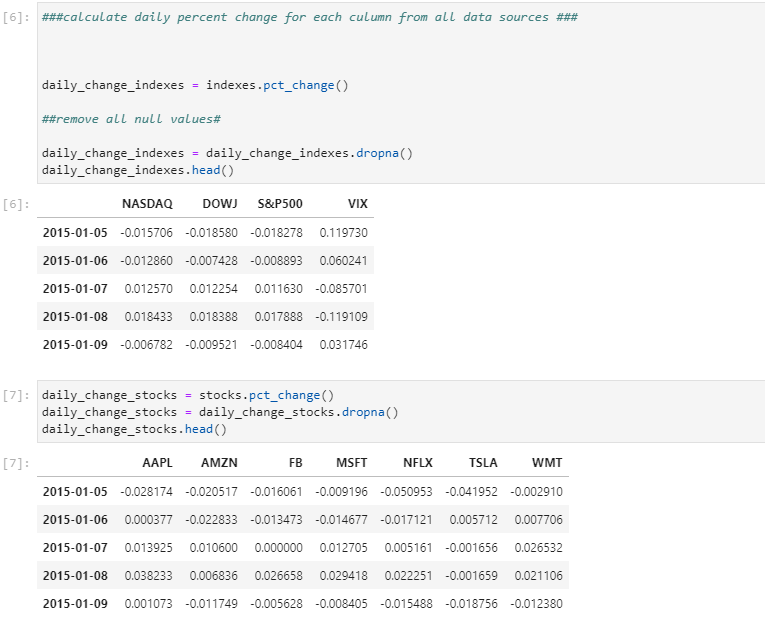 [6]: ###calculate daily percent change for each culumn from all data sources ###
daily_change_indexes = indexes.pct_change()
##remove all null values#
daily_change_indexes = daily_change_indexes.dropna()
daily_change_indexes.head()
[6]: NASDAQ DOWJ S&P500 VIX
2015-01-05 -0.015706 -0.018580 -0.018278 0.119730
2015-01-06 -0.012860 -0.007428 -0.008893 0.060241
2015-01-07 0.012570 0.012254 0.011630 -0.085701
2015-01-08 0.018433 0.018388 0.017888 -0.119109
2015-01-09 -0.006782 -0.009521 -0.008404 0.031746
[7]: daily_change_stocks = stocks.pct_change()
daily_change_stocks = daily_change_stocks.dropna()
daily_change_stocks.head()
[7]: AAPL AMZN FB MSFT NFLX TSLA WMT
2015-01-05 -0.028174 -0.020517 -0.016061 -0.009196 -0.050953 -0.041952 -0.002910
2015-01-06 0.000377 -0.022833 -0.013473 -0.014677 -0.017121 0.005712 0.007706
2015-01-07 0.013925 0.010600 0.000000 0.012705 0.005161 -0.001656 0.026532
2015-01-08 0.038233 0.006836 0.026658 0.029418 0.022251 -0.001659 0.021106
2015-01-09 0.001073 -0.011749 -0.005628 -0.008405 -0.015488 -0.018756 -0.012380